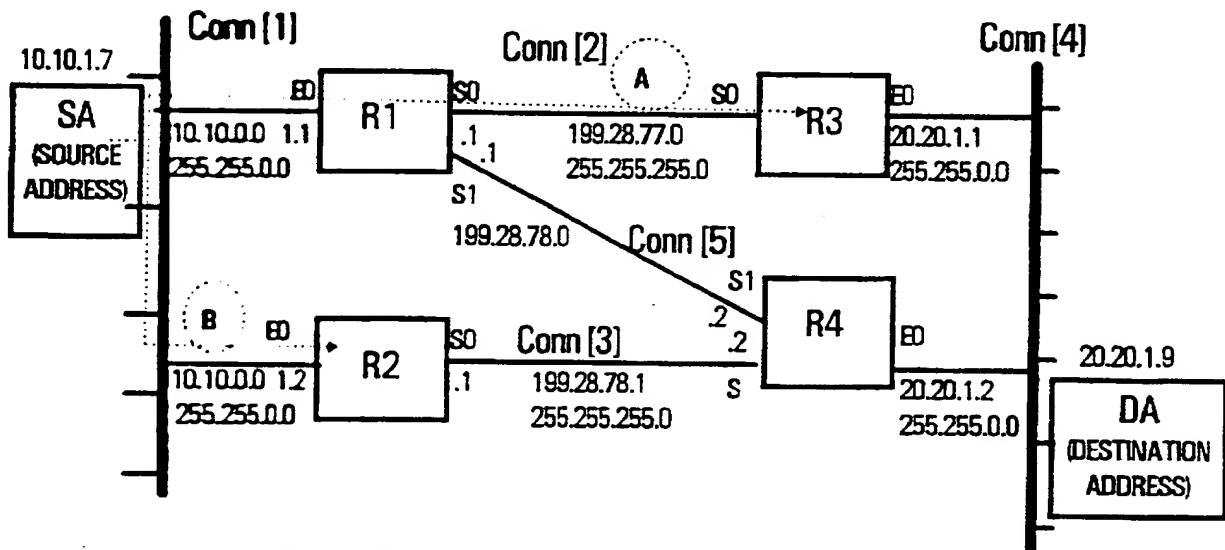 Conn [1]
10.10.1.7
SA
(SOURCE
ADDRESS)
E0
10.10.0.0 1.1
255.255.0.0
R1
S0
.1
.1
S1
Conn [2]
A
199.28.77.0
255.255.255.0
S0
R3
E0
20.20.1.1
255.255.0.0
Conn [4]
199.28.78.0
Conn [5]
S1
.2
.2
S
R4
E0
20.20.1.2
255.255.0.0
B
E0
10.10.0.0 1.2
255.255.0.0
R2
S0
.1
Conn [3]
199.28.78.1
255.255.255.0
20.20.1.9
DA
(DESTINATION
ADDRESS)